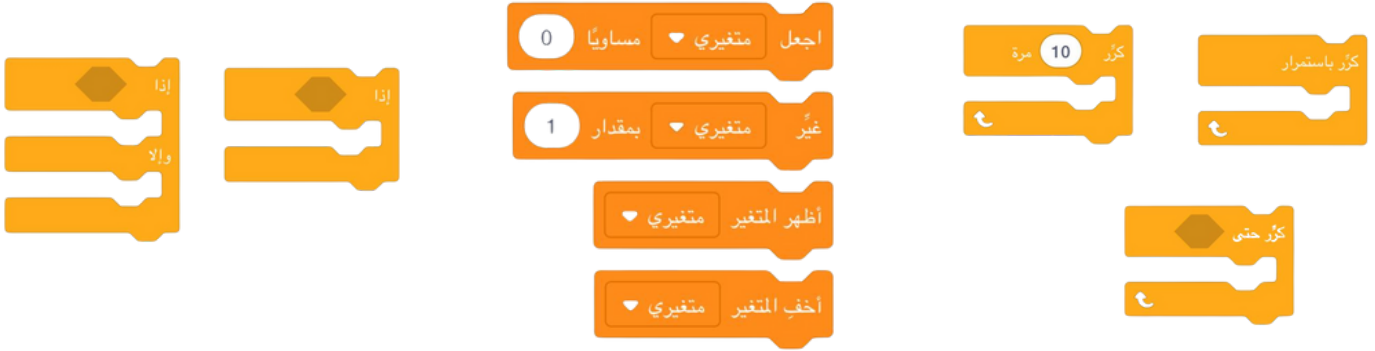 كرِّر باستمرار
كرِّر 10 مرة
كرِّر حتى
اجعل متغيري مساويًا 0
غيِّر متغيري بمقدار 1
أظهر المتغير متغيري
أخفِ المتغير متغيري
إذا
إذا
وإلا